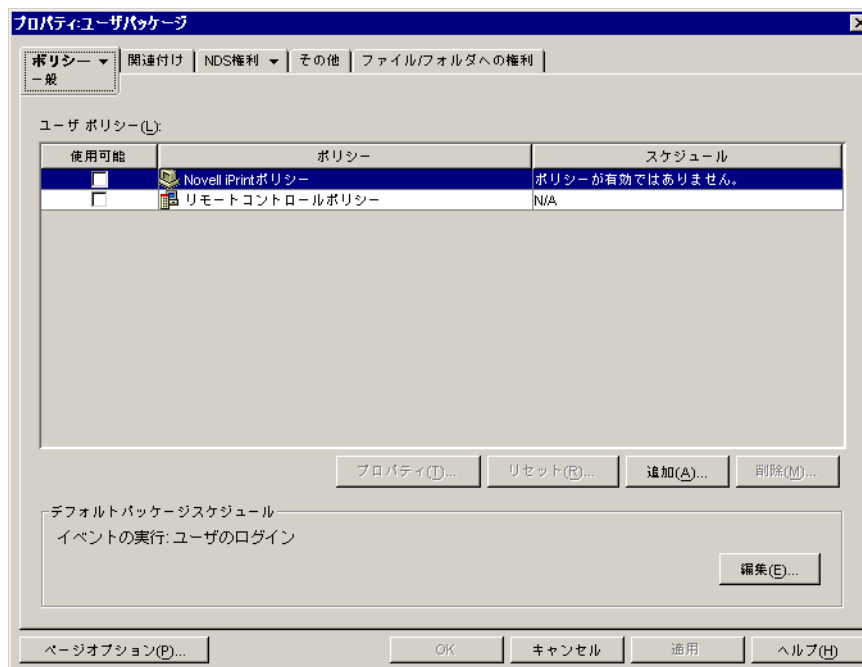 プロパティ:ユーザパッケージ
ポリシー 関連付け NDS権利 その他 ファイル/フォルダへの権利
一般
ユーザ ポリシー(L):
使用可能 ポリシー スケジュール
Novell iPrintポリシー ポリシーが有効ではありません。
リモートコントロールポリシー N/A
プロパティ(T)... リセット(R)... 追加(A)... 削除(M)...
デフォルトパッケージスケジュール
イベントの実行: ユーザのログイン
編集(E)...
ページオプション(P)... OK キャンセル 適用 ヘルプ(H)